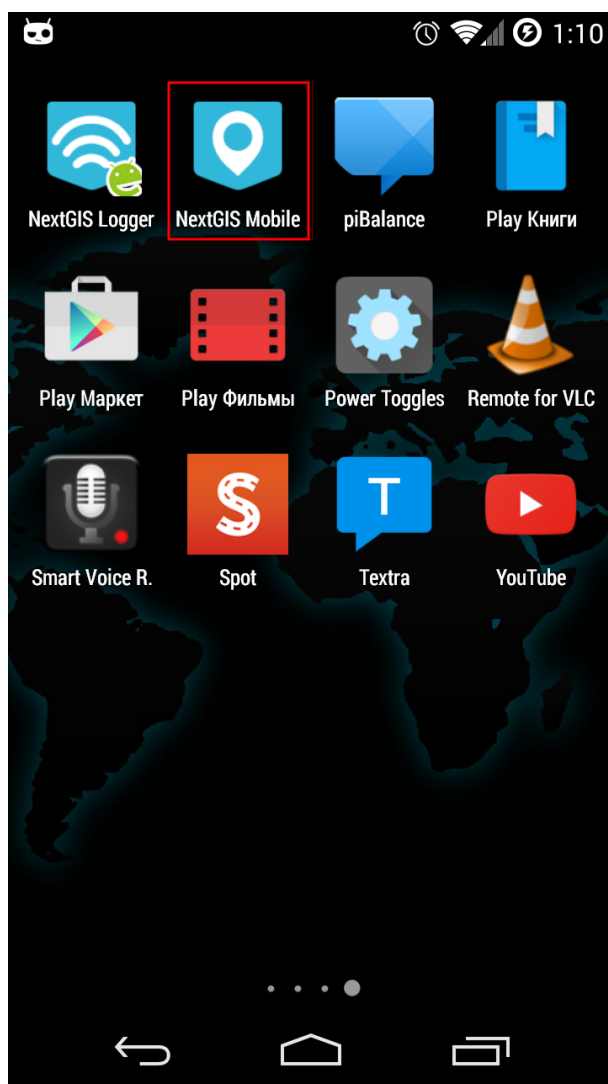 1:10
NextGIS Logger
NextGIS Mobile
piBalance
Play Книги
Play Маркет
Play Фильмы
Power Toggles
Remote for VLC
Smart Voice R.
S
Spot
T
Textra
YouTube